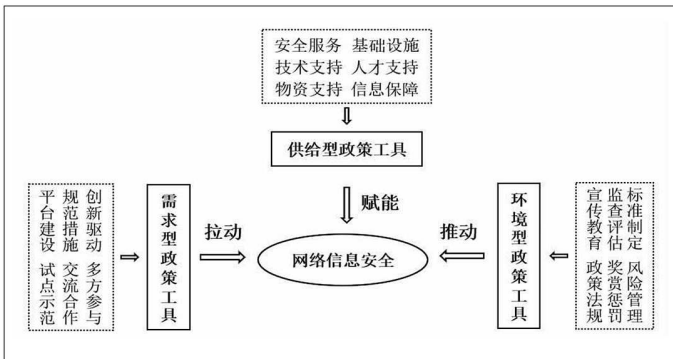 安全服务 基础设施
技术支持 人才支持
物资支持 信息保障
供给型政策工具
赋能
创新驱动 多方参与
规范措施 交流合作
平台建设 试点示范
需求型政策工具
拉动
网络信息安全
推动
环境型政策工具
标准制定 风险管理
监查评估 奖赏惩罚
宣传教育 政策法规